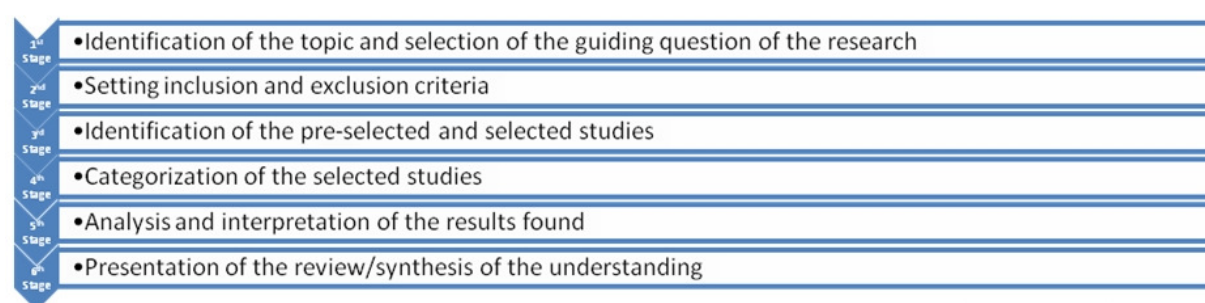 1st
Stage
•Identification of the topic and selection of the guiding question of the research
2nd
Stage
•Setting inclusion and exclusion criteria
3rd
Stage
•Identification of the pre-selected and selected studies
4th
Stage
•Categorization of the selected studies
5th
Stage
•Analysis and interpretation of the results found
6th
Stage
•Presentation of the review/synthesis of the understanding